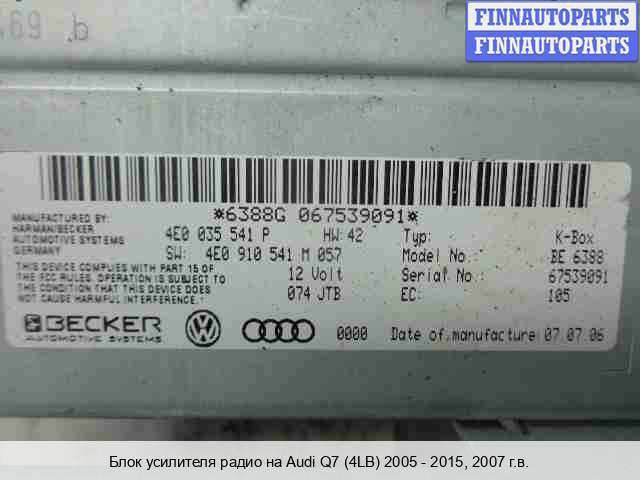 FINNAUTOPARTS
FINNAUTOPARTS
*6388G 067539091*
MANUFACTURED BY:
HARMAN/BECKER
AUTOMOTIVE SYSTEMS
GERMANY
4E0 035 541 P HW: 42 Typ: K-Box
SW: 4E0 910 541 M 057 Model No.: BE 6388
12 Volt Serial No.: 67539091
074 JTB EC: 105
THIS DEVICE COMPLIES WITH PART 15 OF
THE FCC RULES. OPERATION IS SUBJECT TO
THE CONDITION THAT THIS DEVICE DOES
NOT CAUSE HARMFUL INTERFERENCE.
BECKER
AUTOMOTIVE SYSTEMS
0000 Date of manufacture: 07.07.06
Блок усилителя радио на Audi Q7 (4LB) 2005 - 2015, 2007 г.в.